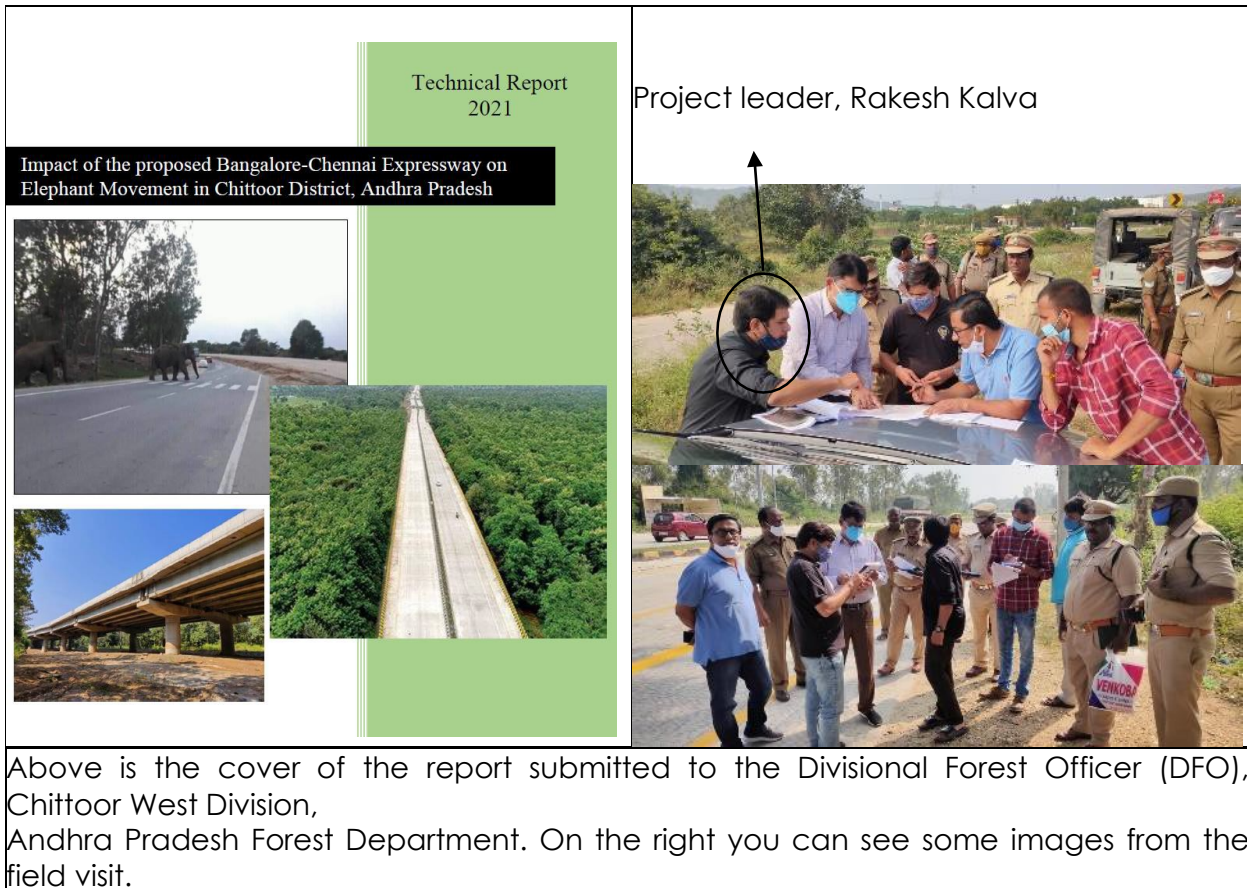 Technical Report
2021
Impact of the proposed Bangalore-Chennai Expressway on
Elephant Movement in Chittoor District, Andhra Pradesh
Project leader, Rakesh Kalva
VENKOBA
Above is the cover of the report submitted to the Divisional Forest Officer (DFO),
Chittoor West Division,
Andhra Pradesh Forest Department. On the right you can see some images from the
field visit.